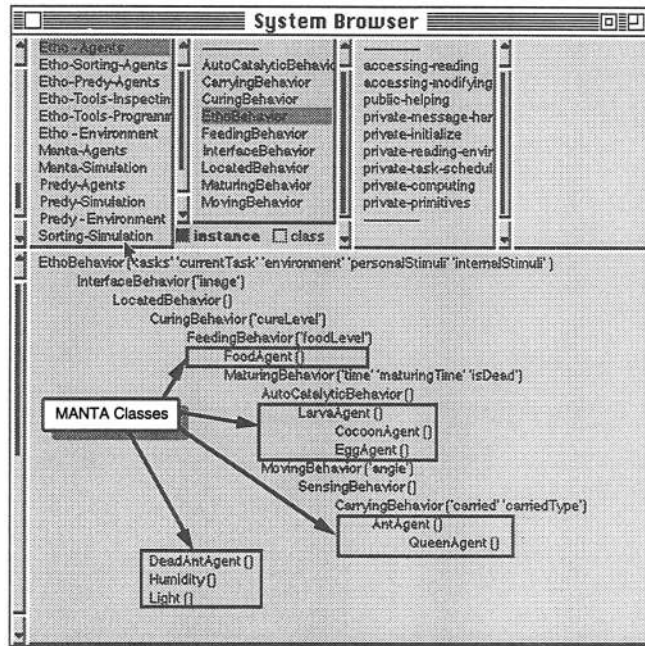 System Browser
Etho - Agents
Etho-Sorting-Agents
Etho-Predy-Agents
Etho-Tools-Inspectin
Etho-Tools-Programm
Etho - Environment
Manta-Agents
Manta-Simulation
Predy-Agents
Predy-Simulation
Predy - Environment
Sorting-Simulation
AutoCatalyticBehavio
CarryingBehavior
CuringBehavior
EthoBehavior
FeedingBehavior
InterfaceBehavior
LocatedBehavior
MaturingBehavior
MovingBehavior
instance class
accessing-reading
accessing-modifying
public-helping
private-message-har
private-initialize
private-reading-envir
private-task-schedul
private-computing
private-primitives
EthoBehavior ('tasks' 'currentTask' 'environment' 'personalStimuli' 'internalStimuli' )
InterfaceBehavior ('image')
LocatedBehavior ()
CuringBehavior ('cureLevel')
FeedingBehavior ('foodLevel')
FoodAgent ()
MaturingBehavior ('time' 'maturingTime' 'isDead')
AutoCatalyticBehavior ()
LarvaAgent ()
MANTA Classes
CocoonAgent ()
EggAgent ()
MovingBehavior ('angle')
SensingBehavior ()
CarryingBehavior ('carried' 'carriedType')
AntAgent ()
QueenAgent ()
DeadAntAgent ()
Humidity ()
Light ()